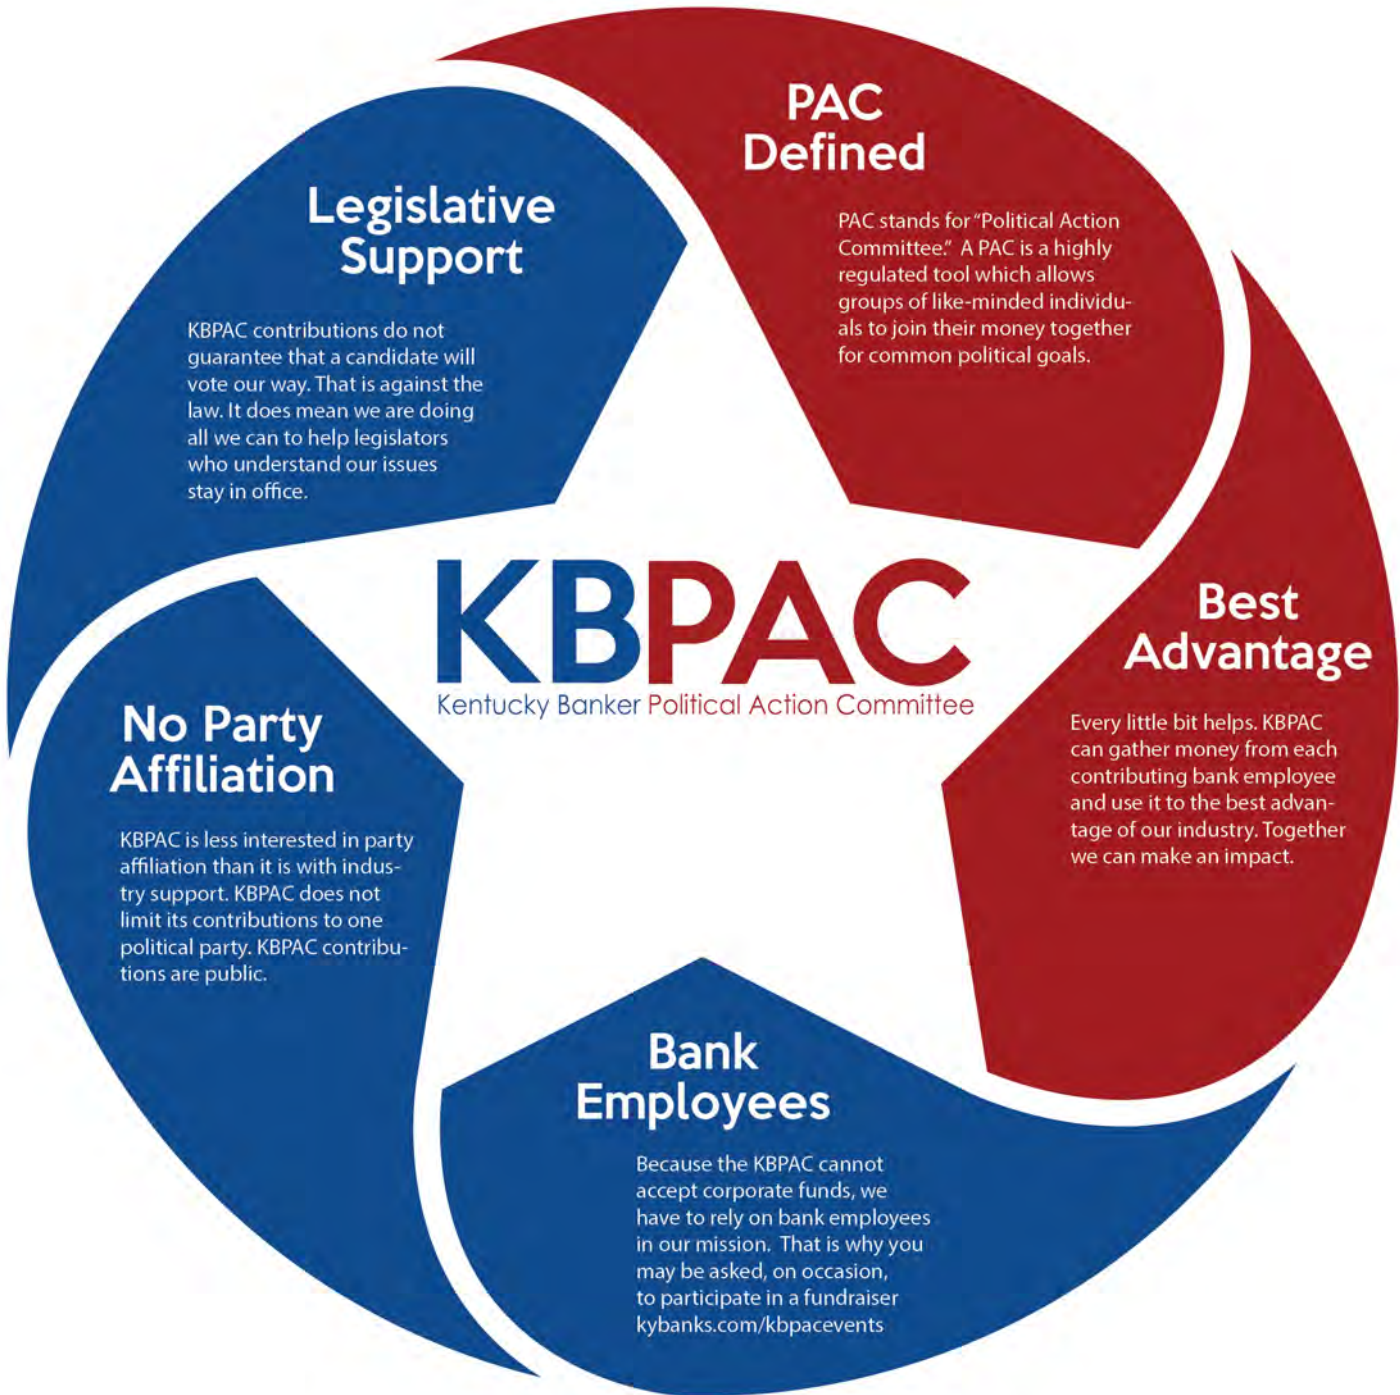 PAC
Defined
PAC stands for “Political Action
Committee.”  A PAC is a highly
regulated tool which allows
groups of like-minded individu-
als to join their money together
for common political goals.
Legislative
Support
KBPAC contributions do not
guarantee that a candidate will
vote our way. That is against the
law. It does mean we are doing
all we can to help legislators
who understand our issues
stay in office.
KBPAC
Kentucky Banker Political Action Committee
Best
Advantage
Every little bit helps. KBPAC
can gather money from each
contributing bank employee
and use it to the best advan-
tage of our industry. Together
we can make an impact.
No Party
Affiliation
KBPAC is less interested in party
affiliation than it is with indus-
try support. KBPAC does not
limit its contributions to one
political party. KBPAC contribu-
tions are public.
Bank
Employees
Because the KBPAC cannot
accept corporate funds, we
have to rely on bank employees
in our mission.  That is why you
may be asked, on occasion,
to participate in a fundraiser
kybanks.com/kbpacevents